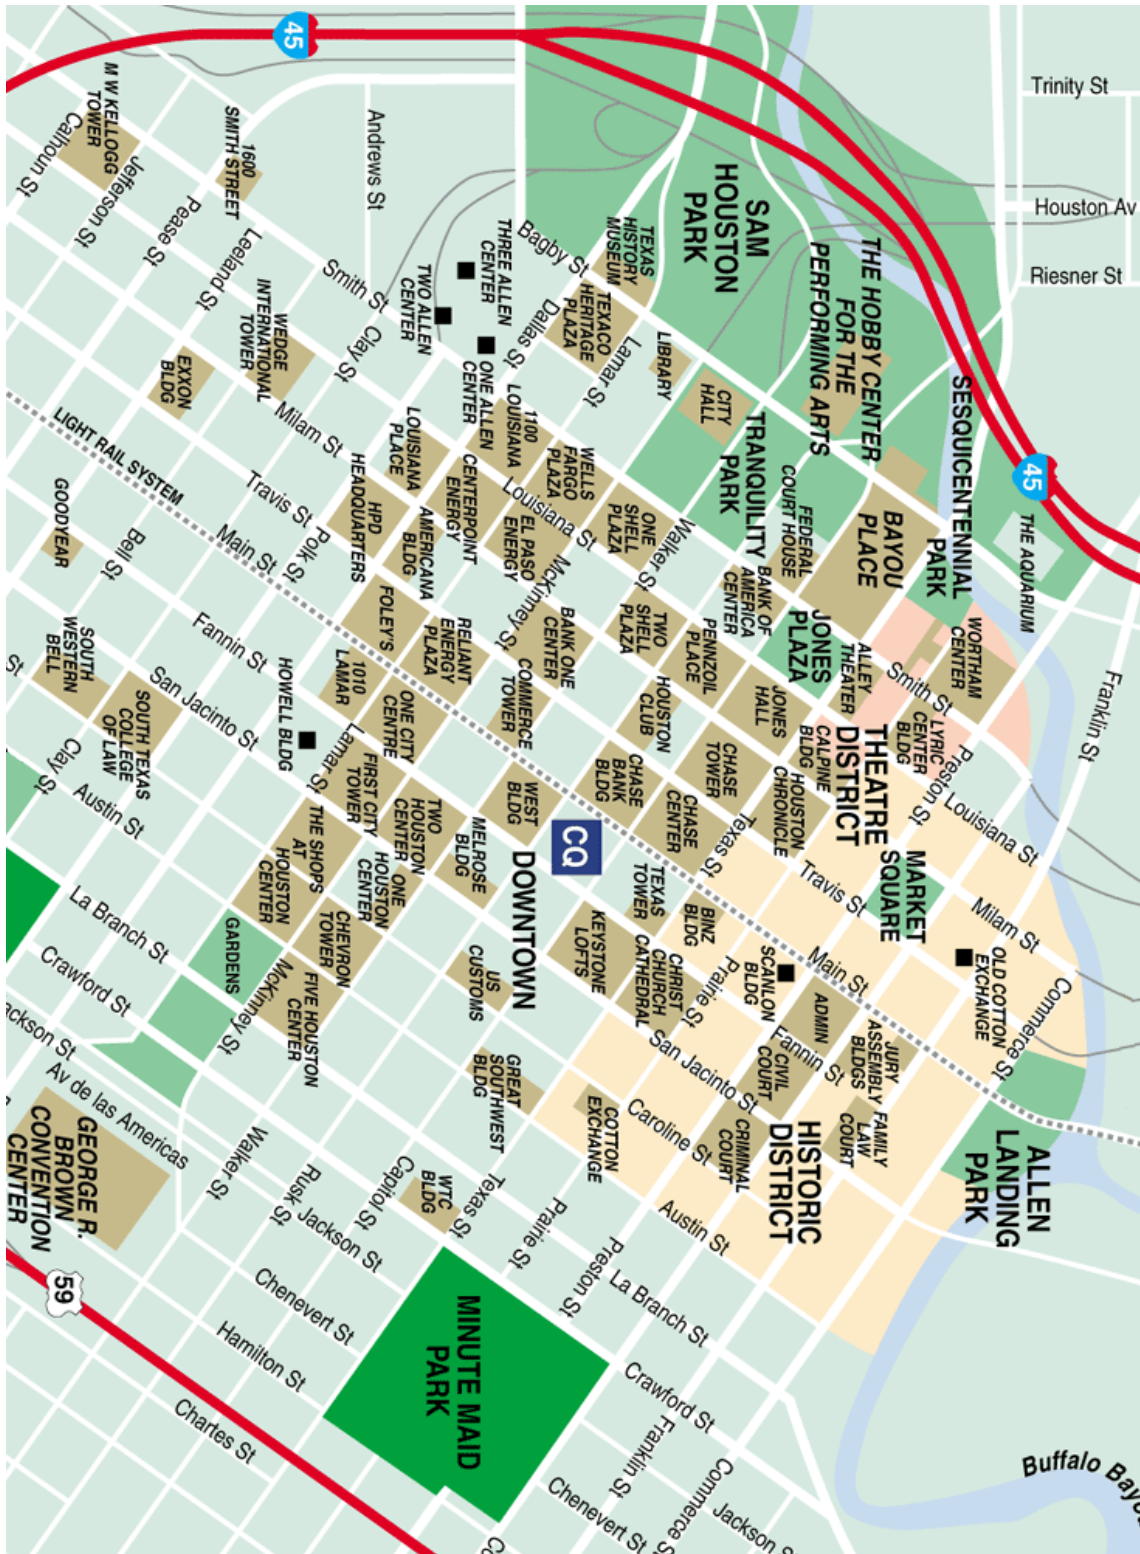 45
Trinity St
M W KELLOGG
TOWER
Calhoun St
1600
SMITH STREET
Andrews St
Jefferson St
Pease St
Leeland St
Smith St
Clay St
THREE ALLEN
CENTER
TWO ALLEN
CENTER
ONE ALLEN
CENTER
Bagby St
Dallas St
TEXAS
HISTORY
MUSEUM
TEXACO
HERITAGE
PLAZA
Lamar St
LIBRARY
CITY
HALL
SAM
HOUSTON
PARK
THE HOBBY CENTER
FOR THE
PERFORMING ARTS
Houston Av
Riesner St
SESQUICENTENNIAL
PARK
45
THE AQUARIUM
WEDGE
INTERNATIONAL
TOWER
EXXON
BLDG
Milam St
Travis St
Main St
LIGHT RAIL SYSTEM
GOODYEAR
Bell St
Polk St
LOUISIANA
PLACE
HPD
HEADQUARTERS
1100
LOUISIANA
Louisiana St
CENTERPOINT
ENERGY
AMERICANA
BLDG
WELLS
FARGO
PLAZA
EL PASO
ENERGY
McKinney St
ONE
SHELL
PLAZA
Walker St
TRANQUILITY
PARK
FEDERAL
COURT HOUSE
BANK OF
AMERICA
CENTER
BAYOU
PLACE
JONES
PLAZA
ALLEY
THEATER
WORTHAM
CENTER
Smith St
LYRIC
CENTER
BLDG
Preston St
Franklin St
Louisiana St
FOLEY'S
RELIANT
ENERGY
PLAZA
BANK ONE
CENTER
COMMERCE
TOWER
TWO
SHELL
PLAZA
PENNZOIL
PLACE
JONES
HALL
CALPINE
BLDG
HOUSTON
CLUB
CHASE
TOWER
HOUSTON
CHRONICLE
CHASE
BANK
BLDG
CHASE
CENTER
Texas St
THEATRE
DISTRICT
MARKET
SQUARE
Travis St
Milam St
Main St
OLD COTTON
EXCHANGE
Commerce St
Fannin St
San Jacinto St
SOUTH
WESTERN
BELL
SOUTH TEXAS
COLLEGE
OF LAW
HOWELL BLDG
1010
LAMAR
ONE CITY
CENTRE
FIRST CITY
TOWER
Lamar St
THE SHOPS
AT
HOUSTON
CENTER
TWO
HOUSTON
CENTER
ONE
HOUSTON
CENTER
MELROSE
BLDG
WEST
BLDG
CQ
DOWNTOWN
TEXAS
TOWER
BINZ
BLDG
KEYSTONE
LOFTS
CHRIST
CHURCH
CATHEDRAL
Prairie St
SCANLON
BLDG
ADMIN
Fannin St
JURY
ASSEMBLY
BLDGS
CIVIL
COURT
FAMILY
LAW
COURT
CRIMINAL
COURT
HISTORIC
DISTRICT
ALLEN
LANDING
PARK
St
Clay St
Austin St
La Branch St
Crawford St
ackson St
Av de las Americas
GARDENS
CHEVRON
TOWER
FIVE HOUSTON
CENTER
McKinney St
US
CUSTOMS
GREAT
SOUTHWEST
BLDG
San Jacinto St
Caroline St
COTTON
EXCHANGE
Austin St
GEORGE R.
BROWN
CONVENTION
CENTER
Walker St
Rusk St
Capitol St
WTC
BLDG
Texas St
Prairie St
Preston St
La Branch St
Jackson St
Chenevert St
Hamilton St
Chartes St
59
MINUTE MAID
PARK
Crawford St
Franklin St
Commerce S
Chenevert St
Jackson S
Co
Buffalo Bayou